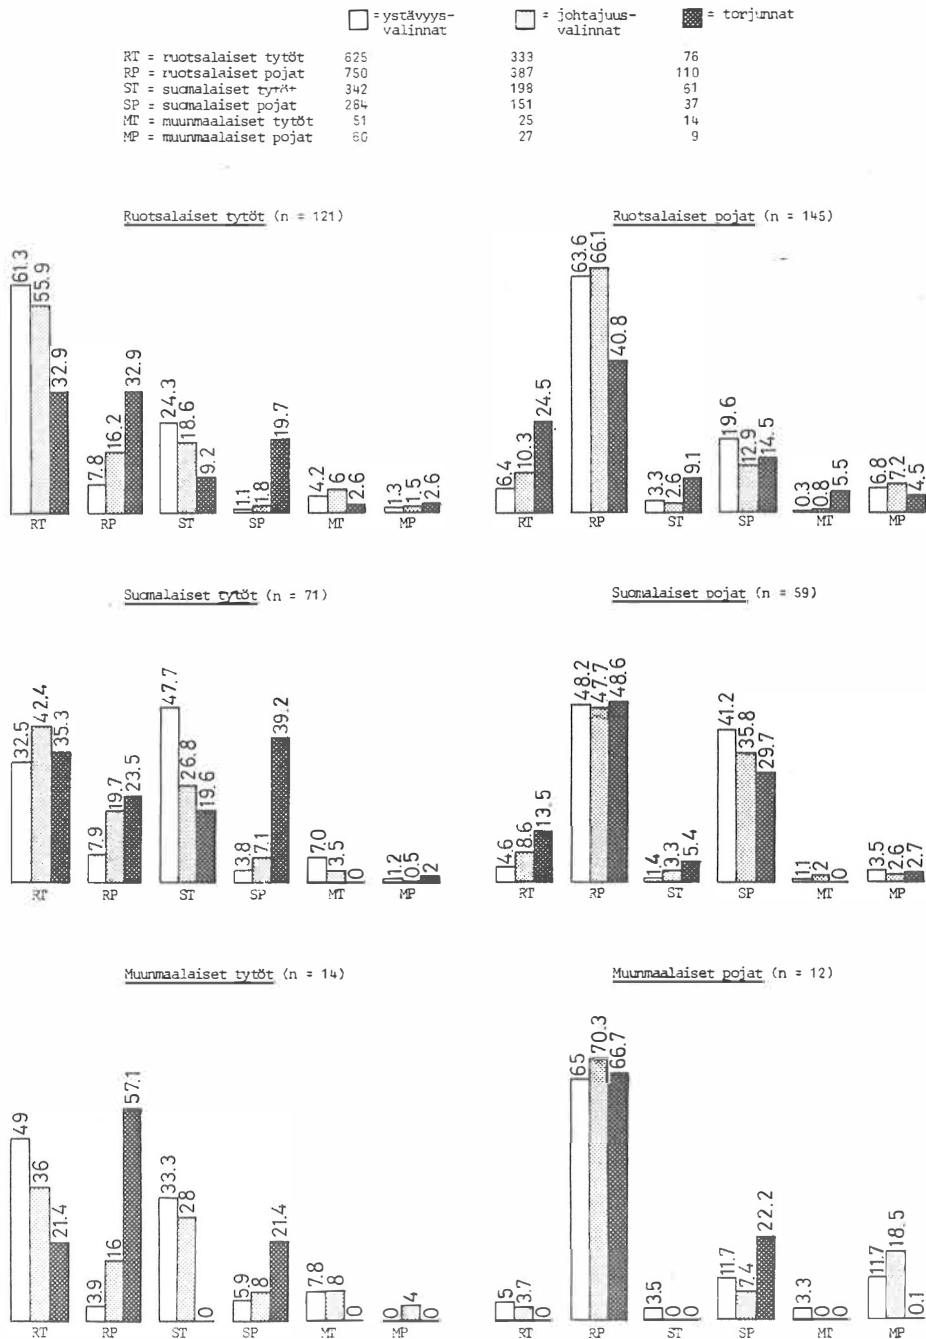 = ystävyys-valinnat = johtajuus-valinnat = torjunnat
RT = ruotsalaiset tytöt 625 333 76
RP = ruotsalaiset pojat 750 387 110
ST = suomalaiset tytöt 342 198 61
SP = suomalaiset pojat 284 151 37
MT = muunmaalaiset tytöt 51 25 14
MP = muunmaalaiset pojat 60 27 9
Ruotsalaiset tytöt (n = 121)
61.3 55.9 32.9 7.8 16.2 32.9 24.3 18.6 9.2 1.1 1.8 19.7 4.2 6 2.6 1.3 1.5 2.6
RT RP ST SP MT MP
Ruotsalaiset pojat (n = 145)
6.4 10.3 24.5 63.6 66.1 40.8 3.3 2.6 9.1 19.6 12.9 14.5 0.3 0.8 5.5 6.8 7.2 4.5
RT RP ST SP MT MP
Suomalaiset tytöt (n = 71)
32.5 42.4 35.3 7.9 19.7 23.5 47.7 26.8 19.6 3.8 7.1 39.2 7.0 3.5 0 1.2 0.5 2
RT RP ST SP MT MP
Suomalaiset pojat (n = 59)
4.6 8.6 13.5 48.2 47.7 48.6 1.4 3.3 5.4 41.2 35.8 29.7 1.1 2 0 3.5 2.6 2.7
RT RP ST SP MT MP
Muunmaalaiset tytöt (n = 14)
49 36 21.4 3.9 16 57.1 33.3 28 0 5.9 8 21.4 7.8 8 0 0 4 0
RT RP ST SP MT MP
Muunmaalaiset pojat (n = 12)
5 3.7 0 65 70.3 66.7 3.5 0 0 11.7 7.4 22.2 3.3 0 0 11.7 18.5 0.1
RT RP ST SP MT MP